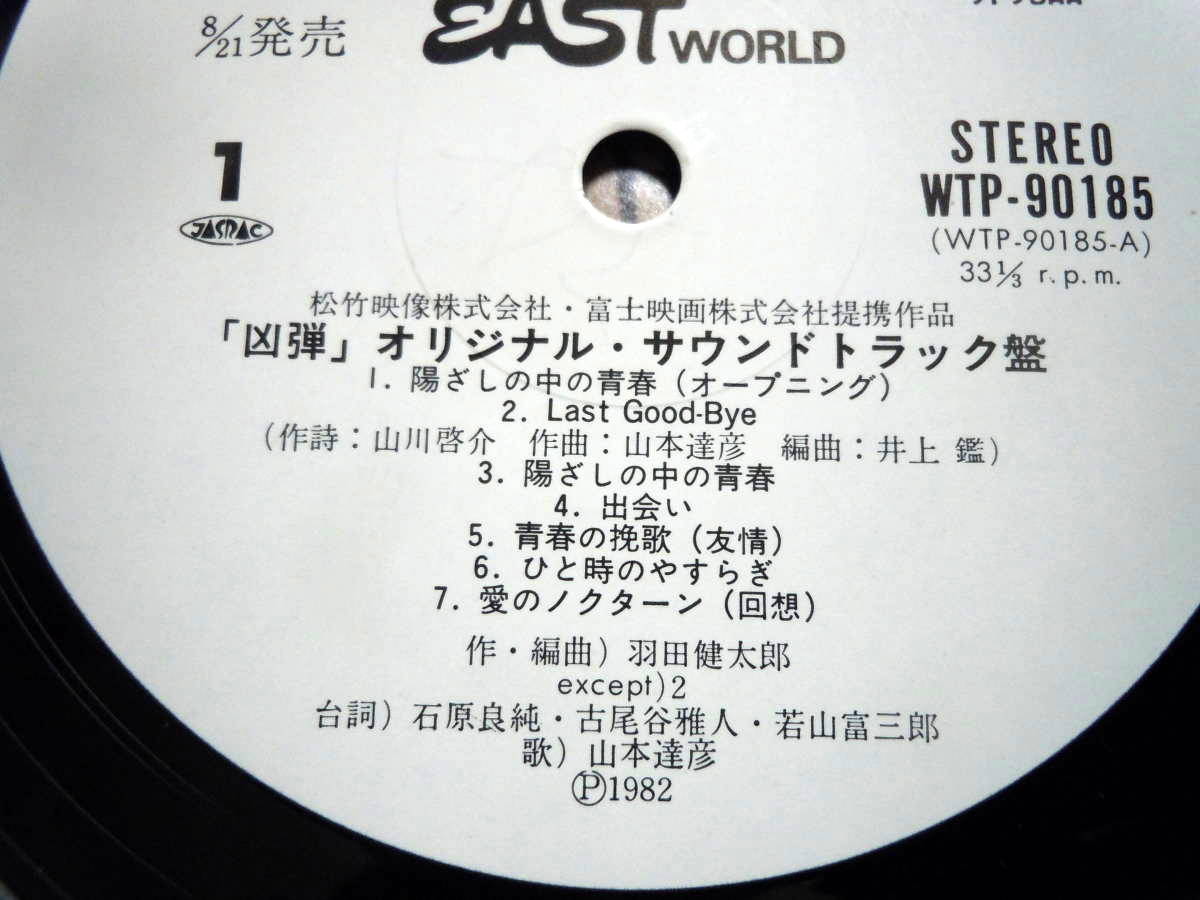 8/21発売
EAST WORLD
1
JASRAC
STEREO
WTP-90185
(WTP-90185-A)
33⅓ r.p.m.
松竹映像株式会社・富士映画株式会社提携作品
「凶弾」オリジナル・サウンドトラック盤
1. 陽ざしの中の青春(オープニング)
2. Last Good-Bye
(作詩：山川啓介 作曲：山本達彦 編曲：井上 鑑)
3. 陽ざしの中の青春
4. 出会い
5. 青春の挽歌(友情)
6. ひと時のやすらぎ
7. 愛のノクターン(回想)
作・編曲) 羽田健太郎
except) 2
台詞) 石原良純・古尾谷雅人・若山富三郎
歌) 山本達彦
Ⓟ1982